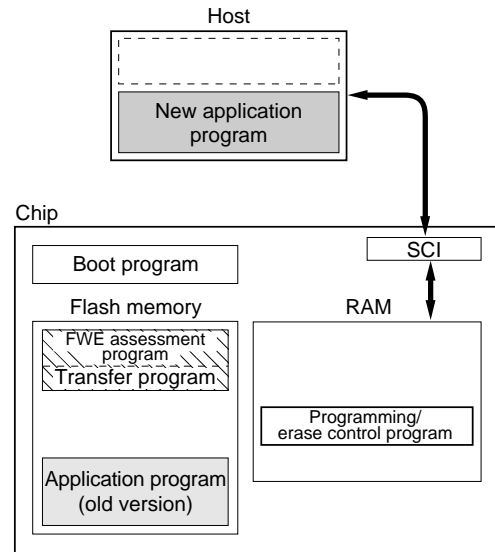 Host
New application
program
Chip
SCI
Boot program
Flash memory
RAM
FWE assessment
program
Transfer program
Programming/
erase control program
Application program
(old version)